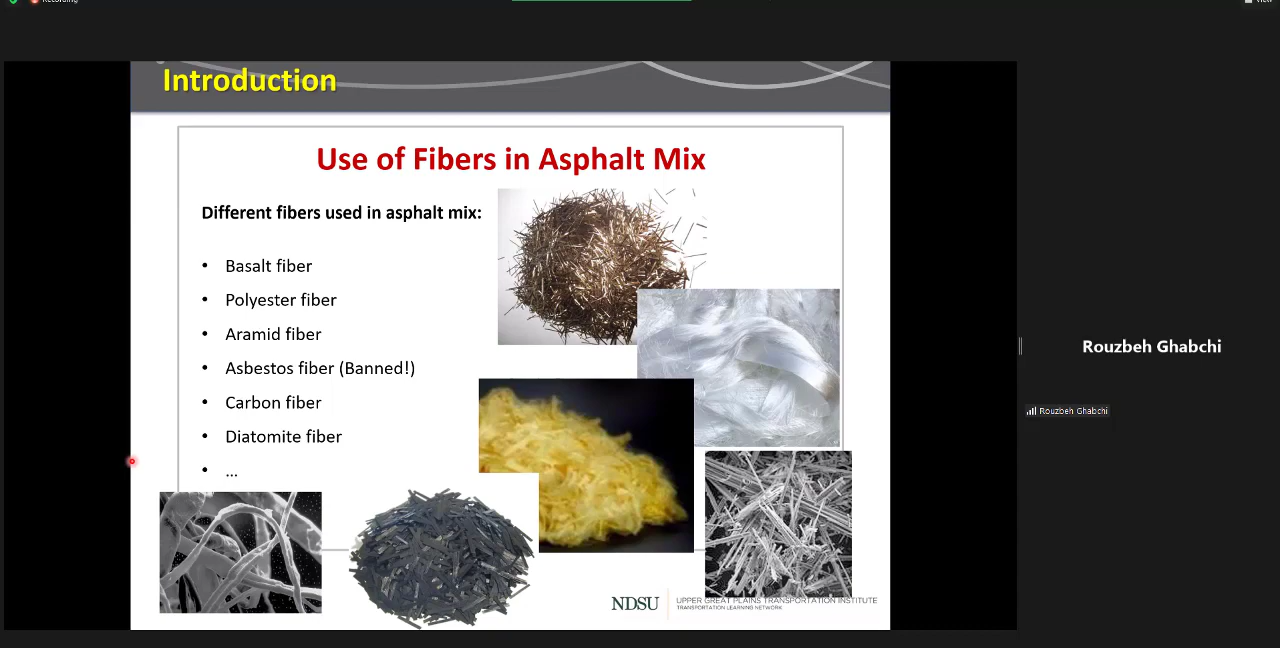 Recording
View
Introduction
Use of Fibers in Asphalt Mix
Different fibers used in asphalt mix:
• Basalt fiber
• Polyester fiber
• Aramid fiber
• Asbestos fiber (Banned!)
• Carbon fiber
• Diatomite fiber
• ...
Rouzbeh Ghabchi
Rouzbeh Ghabchi
NDSU
UPPER GREAT PLAINS TRANSPORTATION INSTITUTE
TRANSPORTATION LEARNING NETWORK